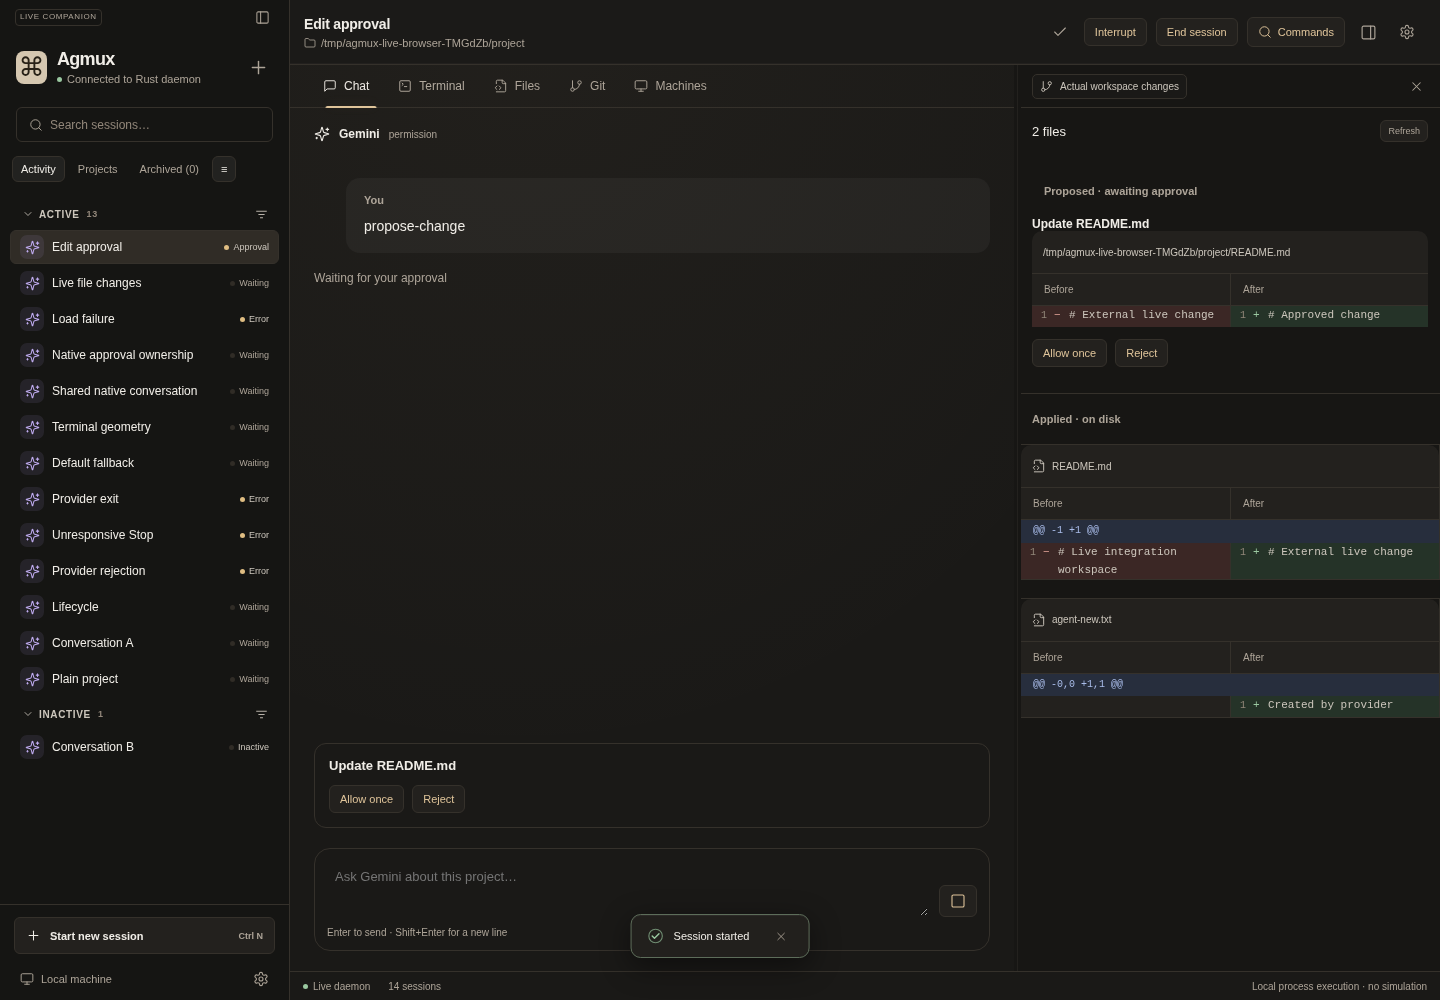 LIVE COMPANION
Agmux
Connected to Rust daemon
Search sessions…
Activity
Projects
Archived (0)
ACTIVE 13
Edit approval
Approval
Live file changes
Waiting
Load failure
Error
Native approval ownership
Waiting
Shared native conversation
Waiting
Terminal geometry
Waiting
Default fallback
Waiting
Provider exit
Error
Unresponsive Stop
Error
Provider rejection
Error
Lifecycle
Waiting
Conversation A
Waiting
Plain project
Waiting
INACTIVE 1
Conversation B
Inactive
Start new session
Ctrl N
Local machine
Edit approval
/tmp/agmux-live-browser-TMGdZb/project
Interrupt
End session
Commands
Chat
Terminal
Files
Git
Machines
Gemini permission
You
propose-change
Waiting for your approval
Update README.md
Allow once
Reject
Ask Gemini about this project…
Enter to send · Shift+Enter for a new line
Session started
Actual workspace changes
2 files
Refresh
Proposed · awaiting approval
Update README.md
/tmp/agmux-live-browser-TMGdZb/project/README.md
Before
After
1 − # External live change
1 + # Approved change
Allow once
Reject
Applied · on disk
README.md
Before
After
@@ -1 +1 @@
1 − # Live integration
workspace
1 + # External live change
agent-new.txt
Before
After
@@ -0,0 +1,1 @@
1 + Created by provider
Live daemon
14 sessions
Local process execution · no simulation